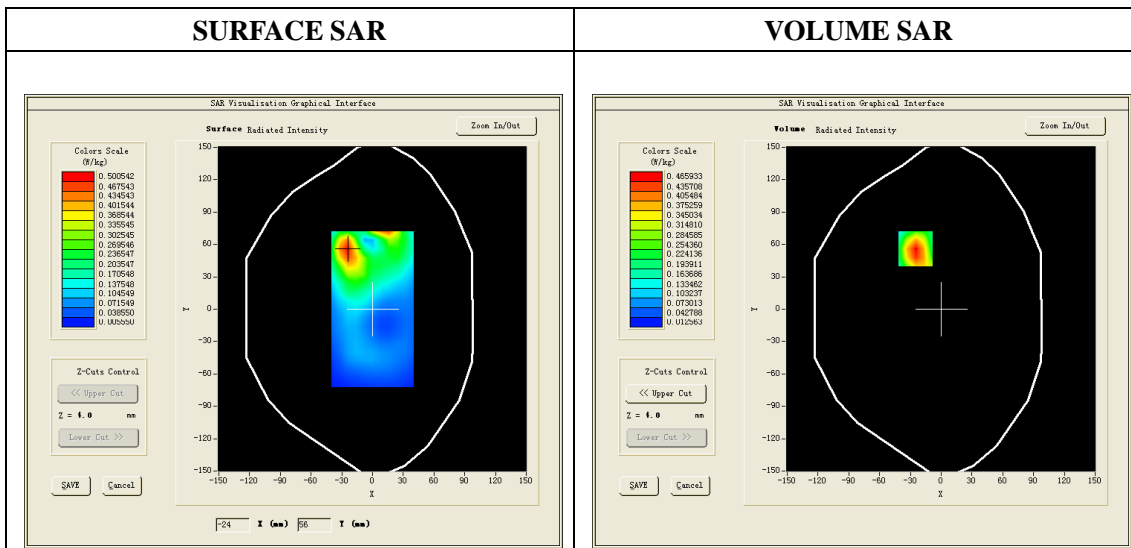 SURFACE SAR
VOLUME SAR
SAR Visualisation Graphical Interface
Surface Radiated Intensity
Zoom In/Out
Colors Scale
(W/kg)
0.500542
0.467543
0.434543
0.401544
0.368544
0.335545
0.302545
0.269546
0.236547
0.203547
0.170548
0.137548
0.104549
0.071549
0.038550
0.005550
150
120
90
60
30
0
-30
-60
-90
-120
-150
Y
-150 -120 -90 -60 -30 0 30 60 90 120 150
X
Z-Cuts Control
<< Upper Cut
Z = 4.0 mm
Lower Cut >>
SAVE Cancel
-24 X (mm) 56 Y (mm)
SAR Visualisation Graphical Interface
Volume Radiated Intensity
Zoom In/Out
Colors Scale
(W/kg)
0.465933
0.435708
0.405484
0.375259
0.345034
0.314810
0.284585
0.254360
0.224136
0.193911
0.163686
0.133462
0.103237
0.073013
0.042788
0.012563
150
120
90
60
30
0
-30
-60
-90
-120
-150
Y
-150 -120 -90 -60 -30 0 30 60 90 120 150
X
Z-Cuts Control
<< Upper Cut
Z = 4.0 mm
Lower Cut >>
SAVE Cancel